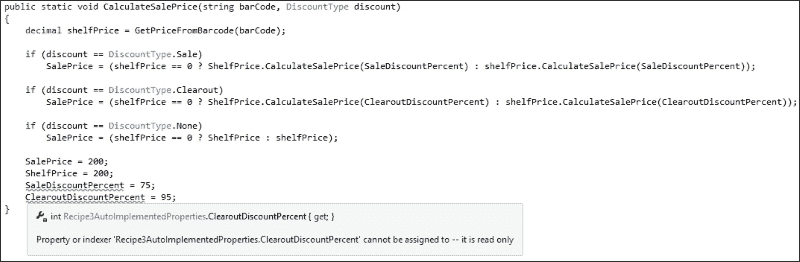 public static void CalculateSalePrice(string barCode, DiscountType discount)
{
decimal shelfPrice = GetPriceFromBarcode(barCode);
if (discount == DiscountType.Sale)
SalePrice = (shelfPrice == 0 ? ShelfPrice.CalculateSalePrice(SaleDiscountPercent) : shelfPrice.CalculateSalePrice(SaleDiscountPercent));
if (discount == DiscountType.Clearout)
SalePrice = (shelfPrice == 0 ? ShelfPrice.CalculateSalePrice(ClearoutDiscountPercent) : shelfPrice.CalculateSalePrice(ClearoutDiscountPercent));
if (discount == DiscountType.None)
SalePrice = (shelfPrice == 0 ? ShelfPrice : shelfPrice);
SalePrice = 200;
ShelfPrice = 200;
SaleDiscountPercent = 75;
ClearoutDiscountPercent = 95;
}
int Recipe3AutoImplementedProperties.ClearoutDiscountPercent { get; }
Property or indexer 'Recipe3AutoImplementedProperties.ClearoutDiscountPercent' cannot be assigned to -- it is read only